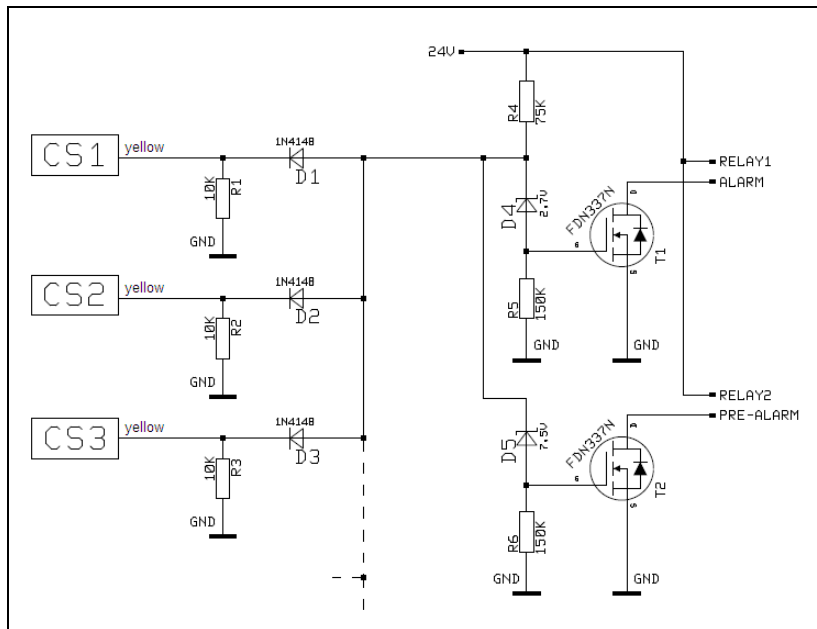 24V
R4
75K
CS1
yellow
1N4148
D1
10K
R1
GND
RELAY1
ALARM
D4
2.7V
FDN337N
D
G
S
T1
R5
150K
GND
GND
CS2
yellow
1N4148
D2
10K
R2
GND
CS3
yellow
1N4148
D3
10K
R3
GND
RELAY2
PRE-ALARM
D5
7.5V
FDN337N
D
G
S
T2
R6
150K
GND
GND